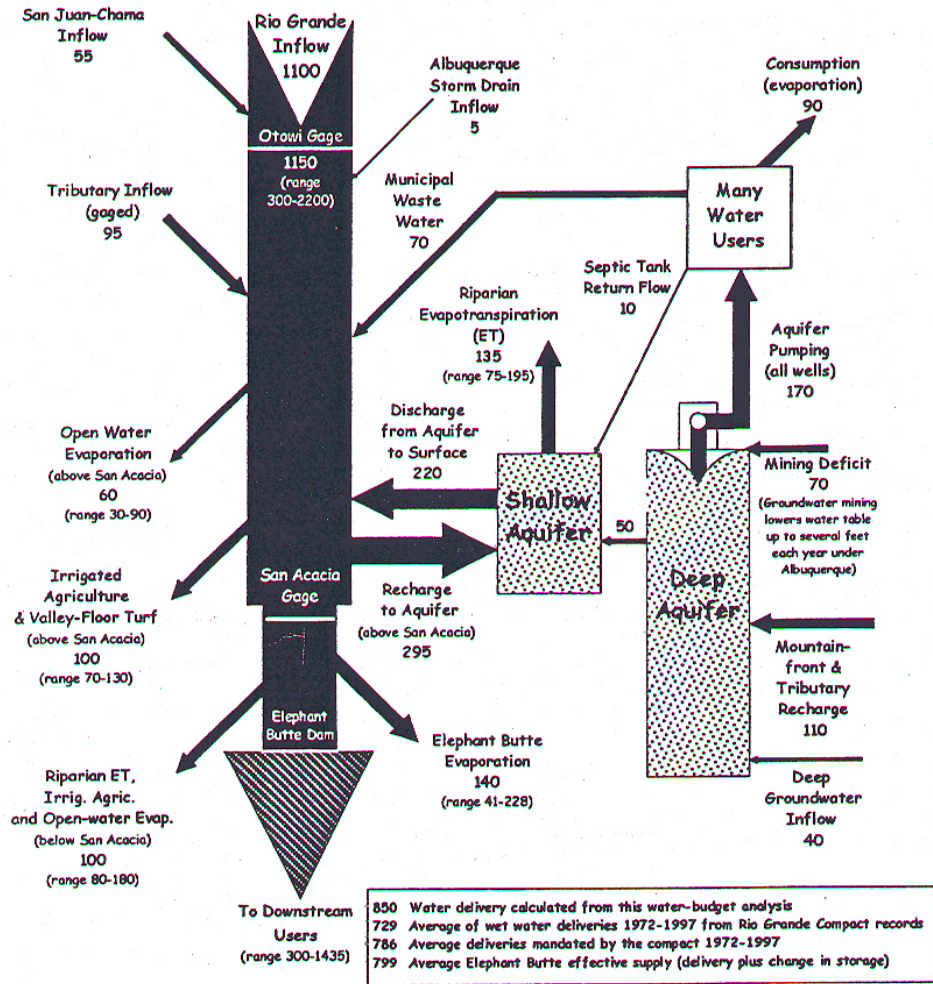 San Juan-Chama
Inflow
55
Rio Grande
Inflow
1100
Otowi Gage
1150
(range
300-2200)
Albuquerque
Storm Drain
Inflow
5
Consumption
(evaporation)
90
Tributary Inflow
(gaged)
95
Municipal
Waste
Water
70
Many
Water
Users
Septic Tank
Return Flow
10
Riparian
Evapotranspiration
(ET)
135
(range 75-195)
Aquifer
Pumping
(all wells)
170
Open Water
Evaporation
(above San Acacia)
60
(range 30-90)
Discharge
from Aquifer
to Surface
220
Shallow
Aquifer
50
Mining Deficit
70
(Groundwater mining
lowers water table
up to several feet
each year under
Albuquerque)
Deep
Aquifer
Irrigated
Agriculture
& Valley-Floor Turf
(above San Acacia)
100
(range 70-130)
San Acacia
Gage
Recharge
to Aquifer
(above San Acacia)
295
Mountain-
front &
Tributary
Recharge
110
Elephant
Butte Dam
Elephant Butte
Evaporation
140
(range 41-228)
Deep
Groundwater
Inflow
40
Riparian ET,
Irrig. Agric.
and Open-water Evap.
(below San Acacia)
100
(range 80-180)
To Downstream
Users
(range 300-1435)
850 Water delivery calculated from this water-budget analysis
729 Average of wet water deliveries 1972-1997 from Rio Grande Compact records
786 Average deliveries mandated by the compact 1972-1997
799 Average Elephant Butte effective supply (delivery plus change in storage)